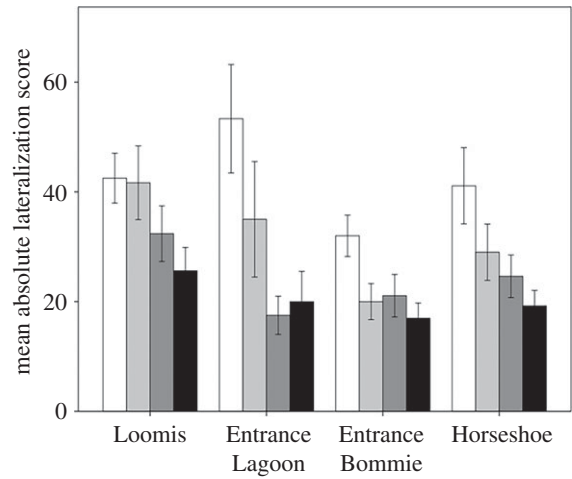 mean absolute lateralization score
60
40
20
0
Loomis
Entrance
Lagoon
Entrance
Bommie
Horseshoe